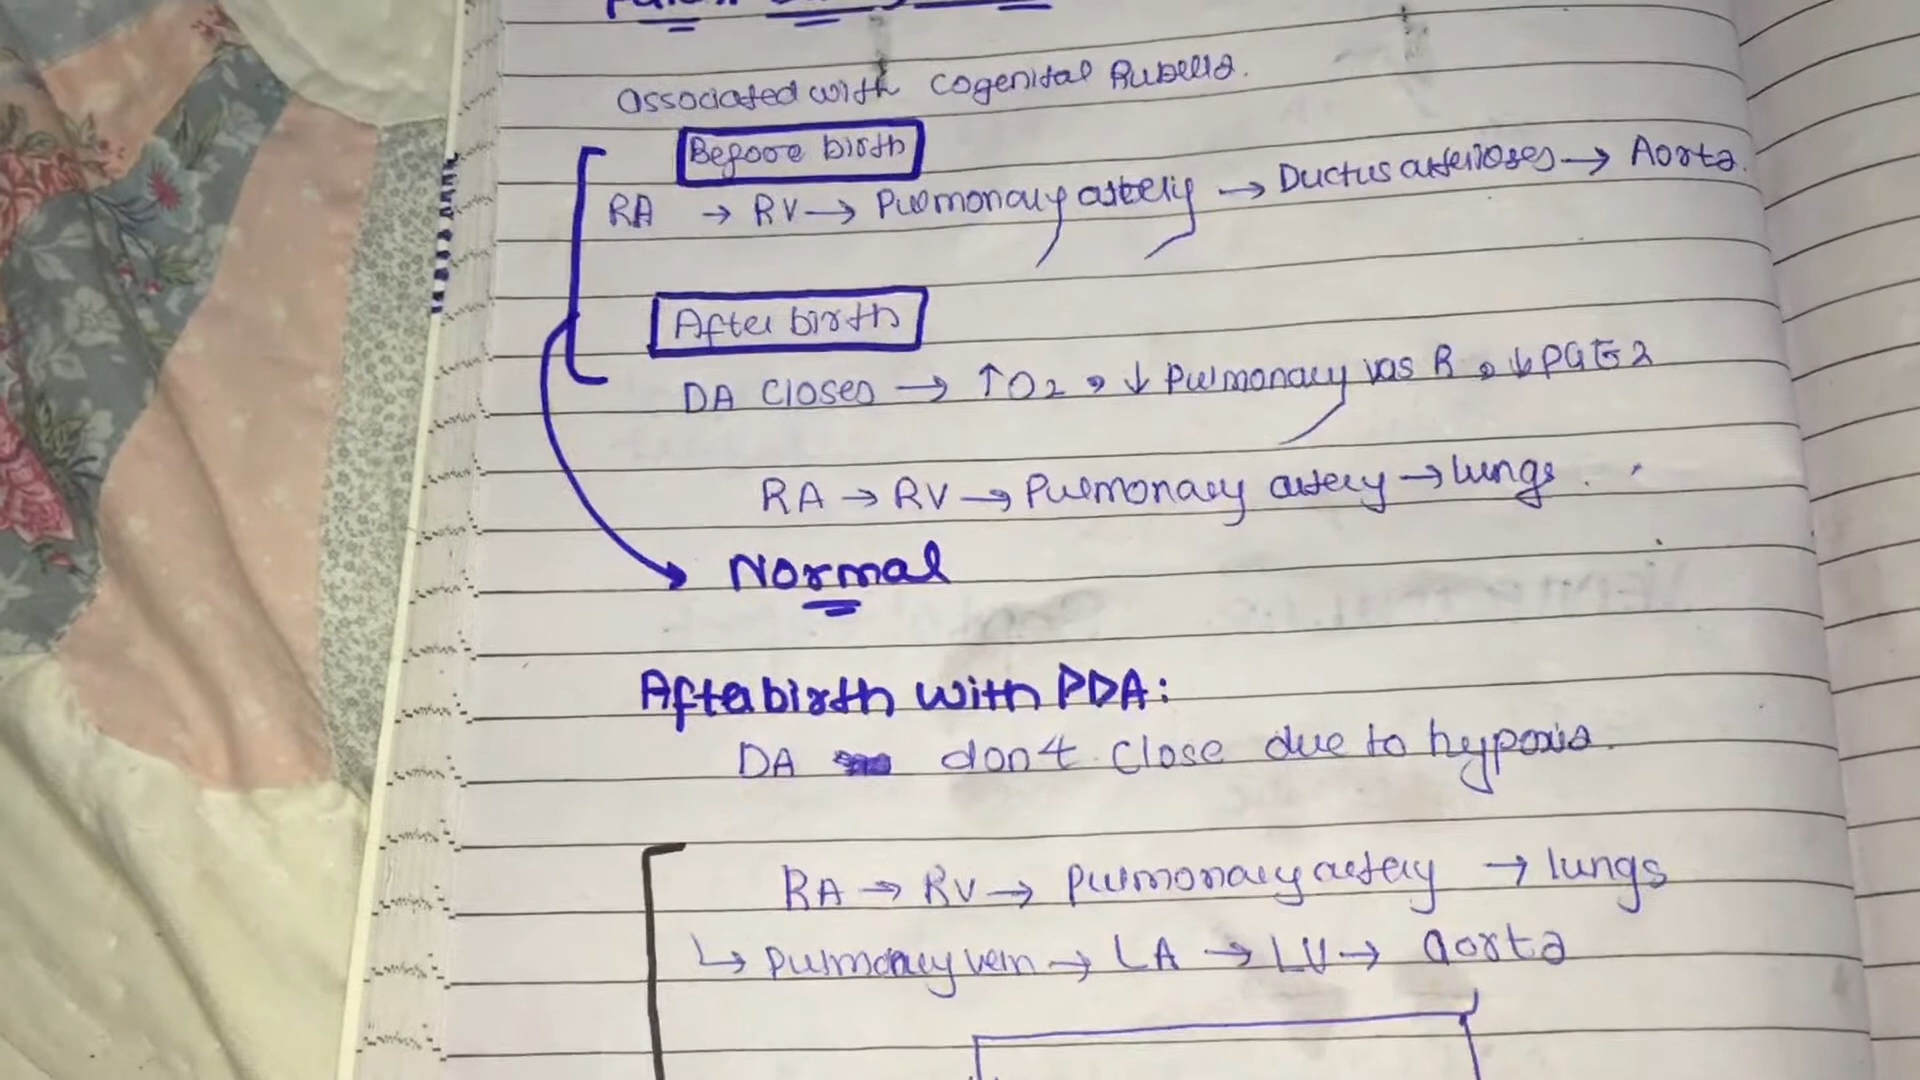 associated with cogenital Rubella.
Before birth
RA → RV → Pulmonary artery → Ductus arterioses → Aorta.
After birth
DA closes → ↑O2, ↓ pulmonary vas R, ↓ PGE2
RA → RV → Pulmonary artery → lungs.
Normal
After birth with PDA:
DA don't close due to hypoxia.
RA → RV → pulmonary artery → lungs
↳ pulmonary vein → LA → LV → aorta